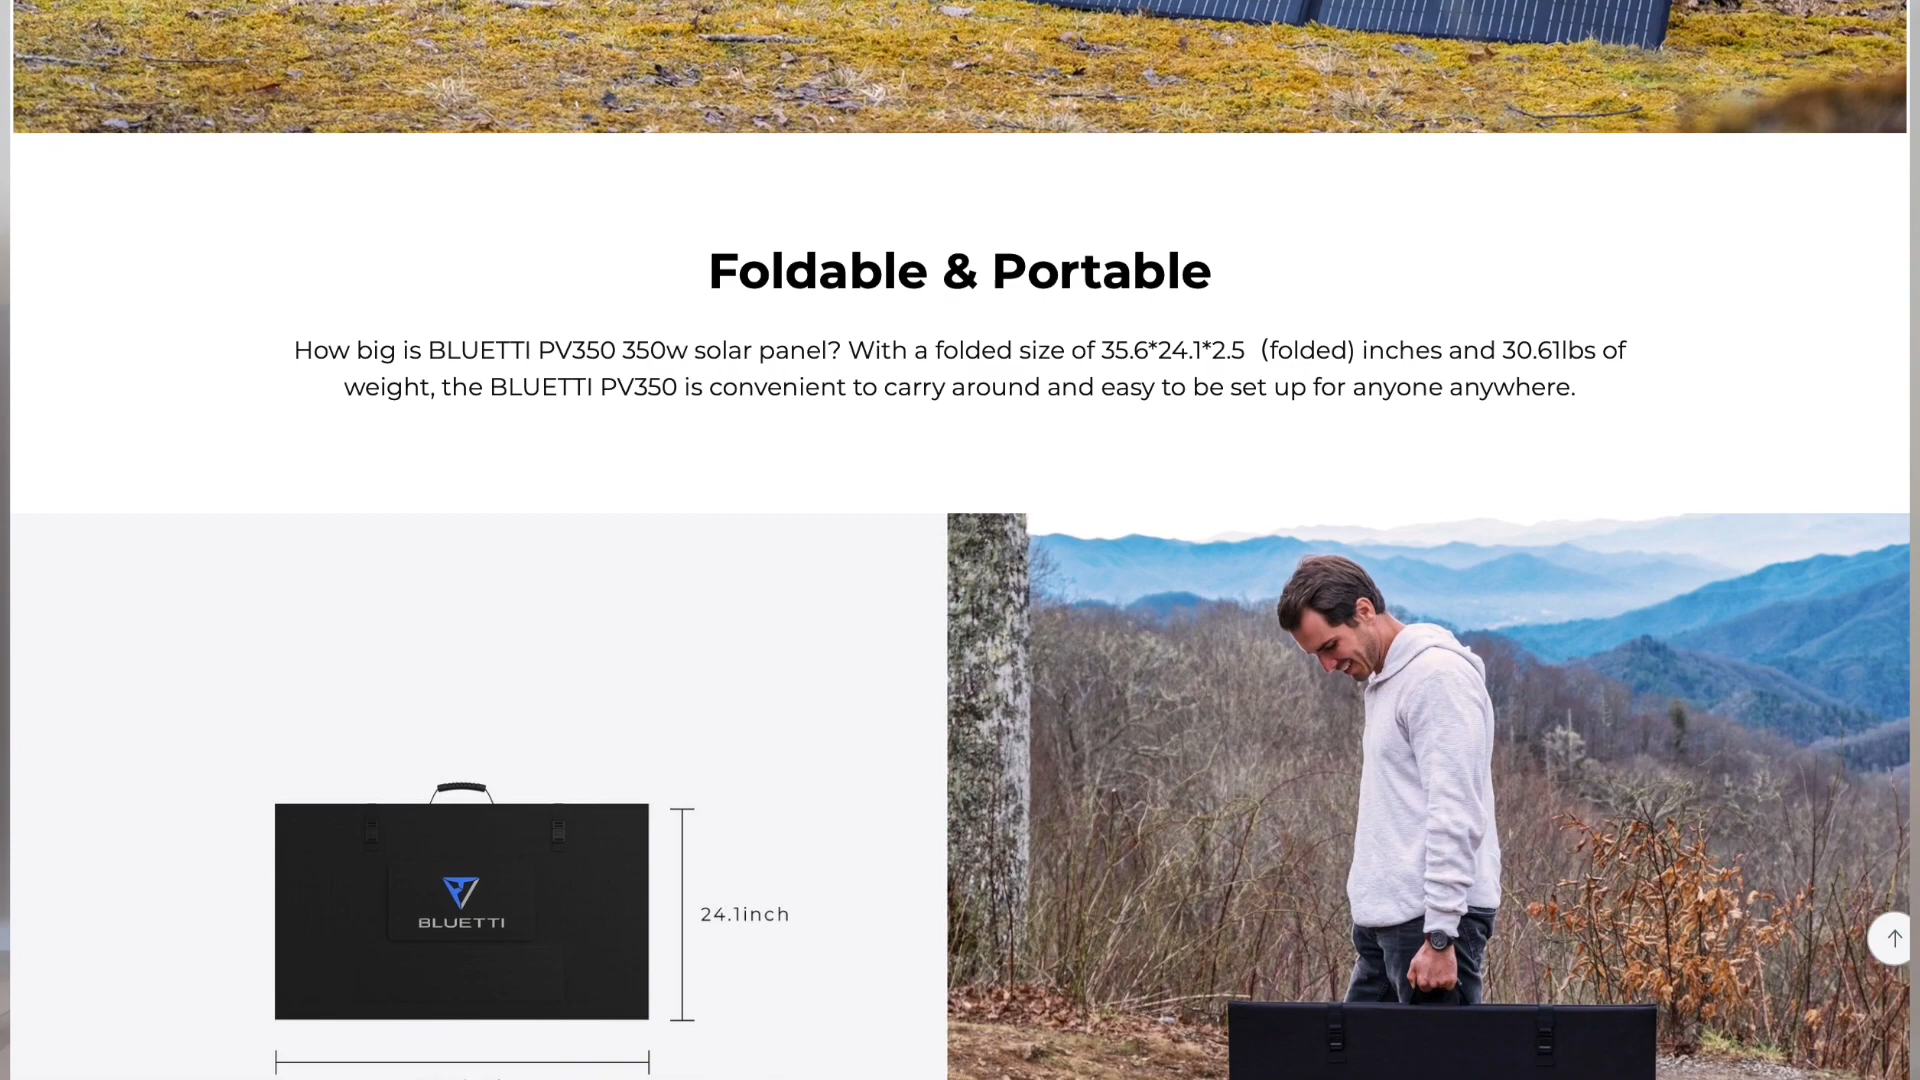 Foldable & Portable
How big is BLUETTI PV350 350w solar panel? With a folded size of 35.6*24.1*2.5（folded) inches and 30.61lbs of
weight, the BLUETTI PV350 is convenient to carry around and easy to be set up for anyone anywhere.
BLUETTI
24.1inch